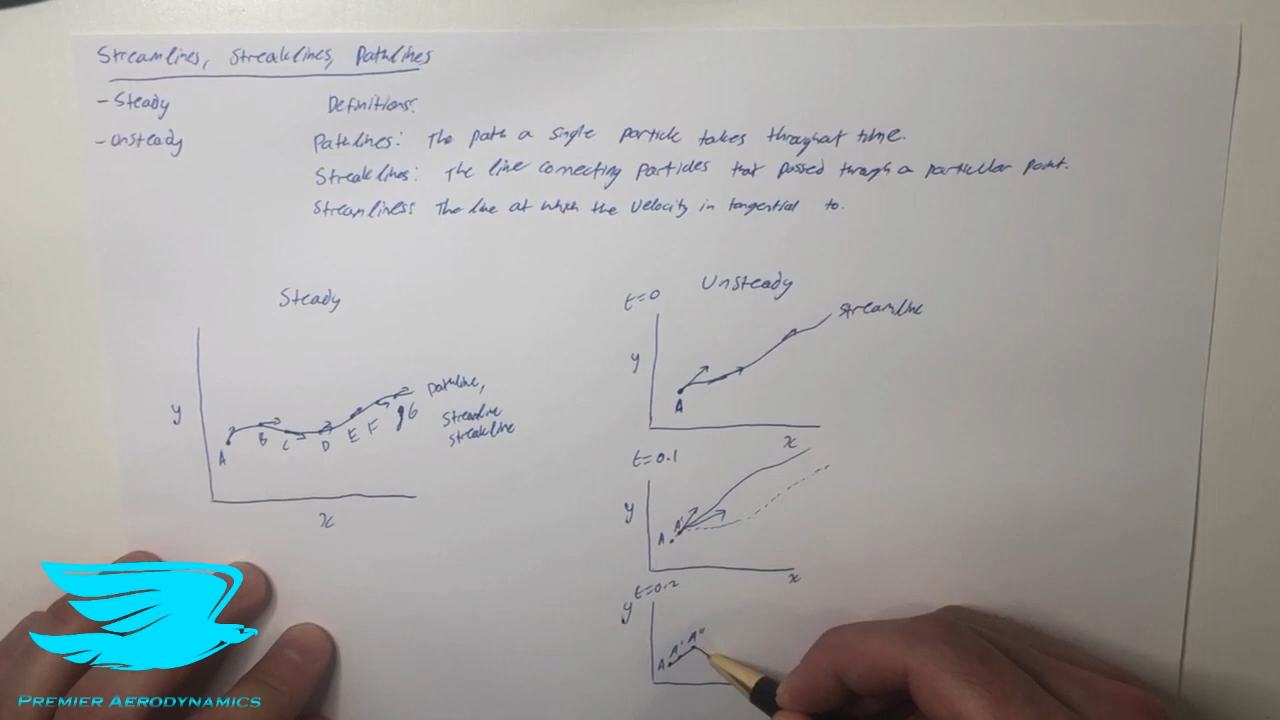 Streamlines, Streaklines, Pathlines
- Steady
- Unsteady
Definitions:
Pathlines: The path a single particle takes throughout time.
Streaklines: The line connecting particles that passed through a particular point.
Streamlines: The line at which the velocity in tangential to.
Steady
y
A
B
C
D
E
F
G
Pathline,
Streamline
streakline
x
Unsteady
t=0
streamline
y
A
x
t=0.1
y
A
A'
x
t=0.2
y
A
A'
A"
PREMIER AERODYNAMICS